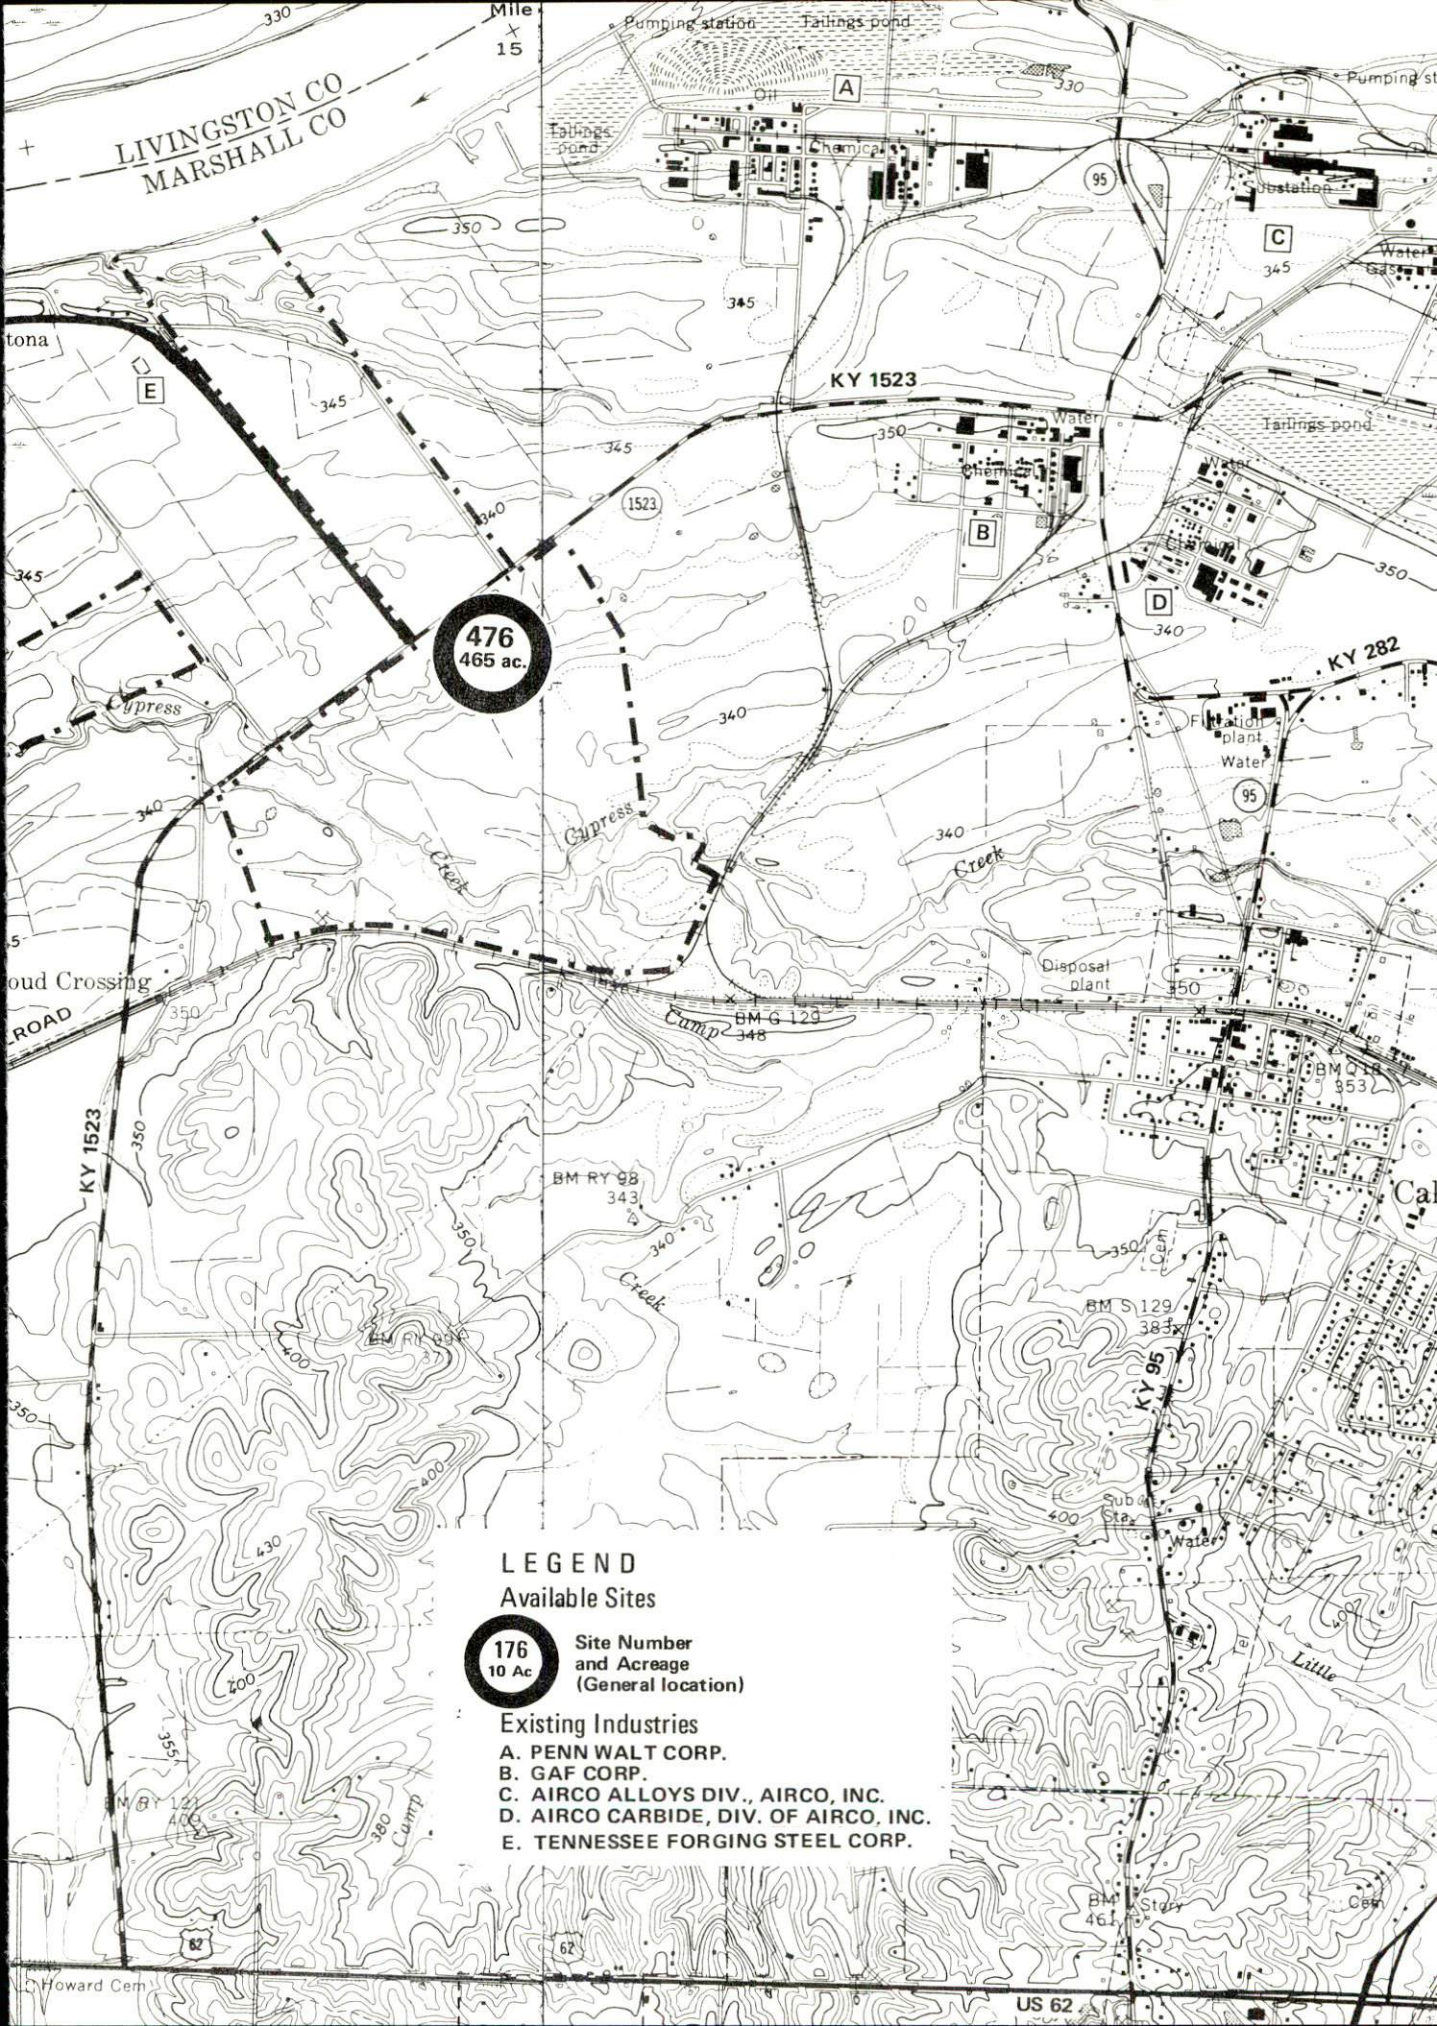 330
Mile
15
Pumping station
Tailings pond
LIVINGSTON CO
MARSHALL CO
Oil
A
330
Pumping st
Tailings
pond
Chemical
95
Substation
350
C
345
Water
Gas
345
tona
E
345
KY 1523
350
Water
Tailings pond
345
Chemical
Water
1523
340
B
Chemical
350
345
D
340
476
465 ac.
KY 282
Cypress
340
Filtration
plant
Water
95
340
Cypress
340
Creek
Creek
oud Crossing
Disposal
plant
350
ROAD
350
Camp
BM G 129
348
353
KY 1523
350
BM RY 98
343
Cal
350
340
350
Cem
Creek
BM S 129
383
400
KY 95
350
400
400
Sub
Sta
Water
430
LEGEND
Available Sites
176
10 Ac
Site Number
and Acreage
(General location)
400
Little
400
Existing Industries
A. PENN WALT CORP.
B. GAF CORP.
C. AIRCO ALLOYS DIV., AIRCO, INC.
D. AIRCO CARBIDE, DIV. OF AIRCO, INC.
E. TENNESSEE FORGING STEEL CORP.
355
380
Camp
BM
461
Story
Cem
62
62
Howard Cem
US 62